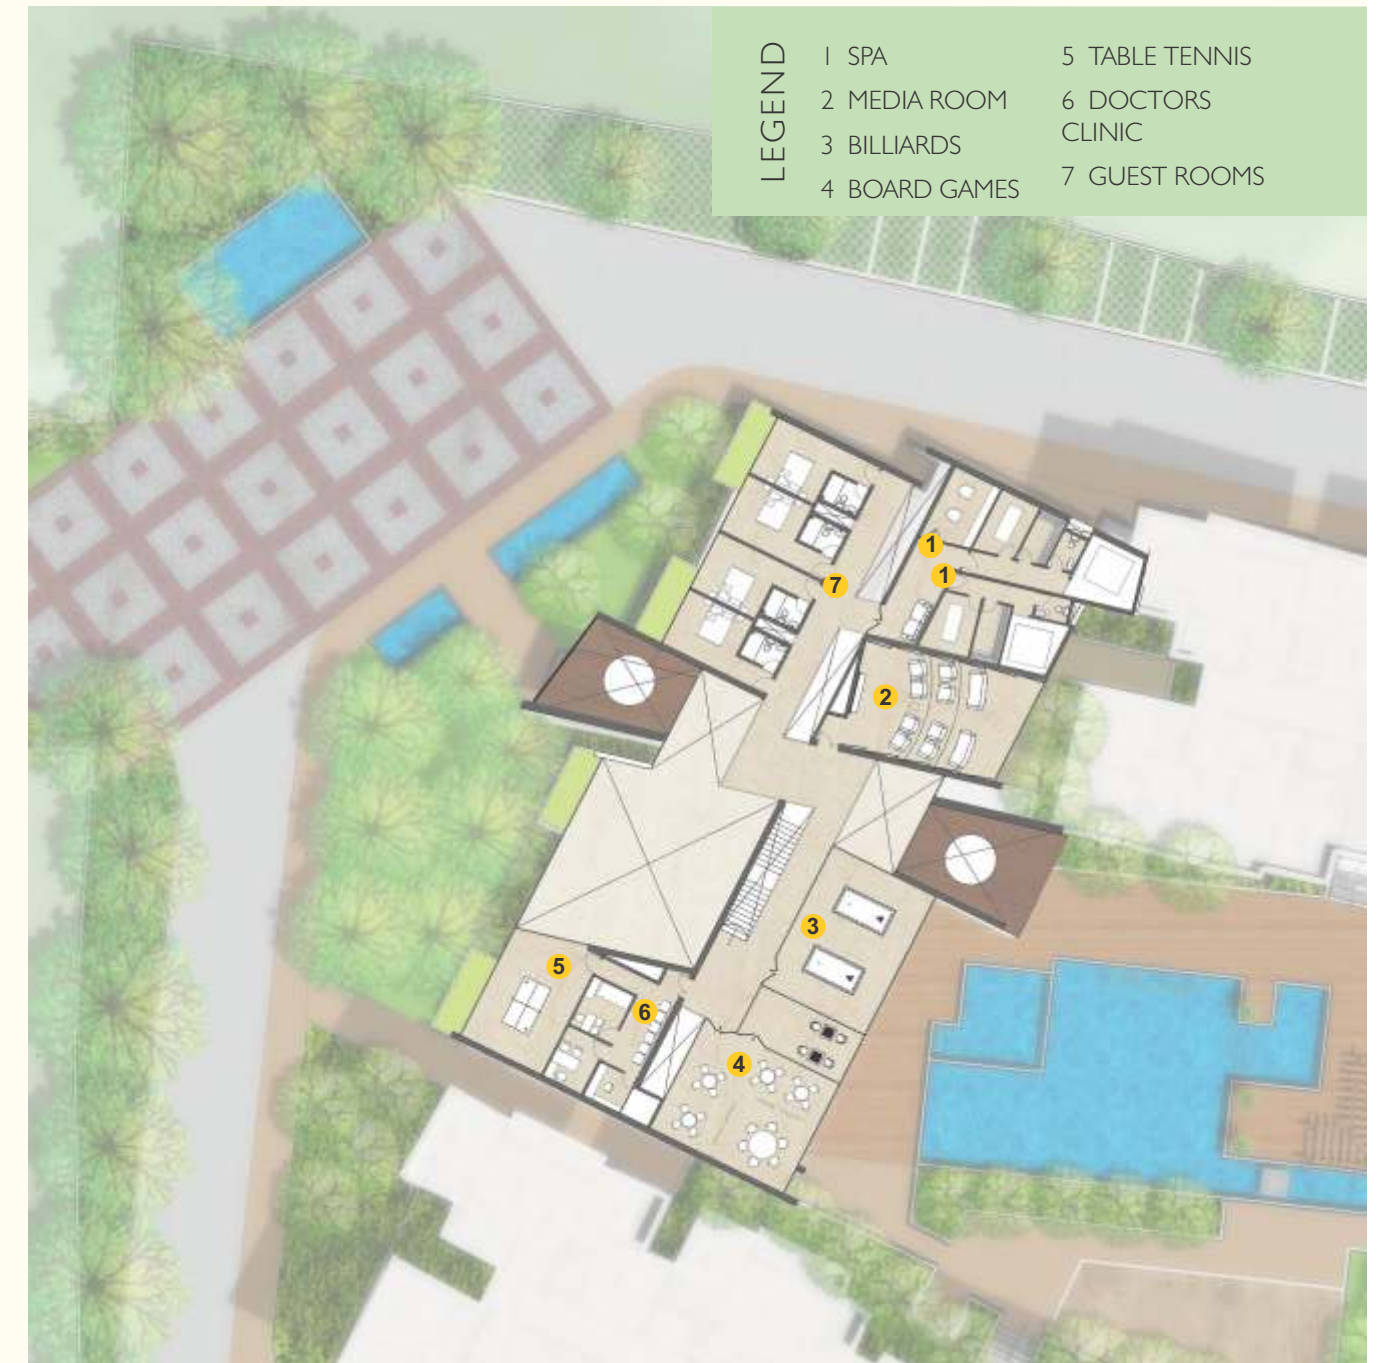 LEGEND
1 SPA
2 MEDIA ROOM
3 BILLIARDS
4 BOARD GAMES
5 TABLE TENNIS
6 DOCTORS
CLINIC
7 GUEST ROOMS
1
1
7
2
3
5
6
4